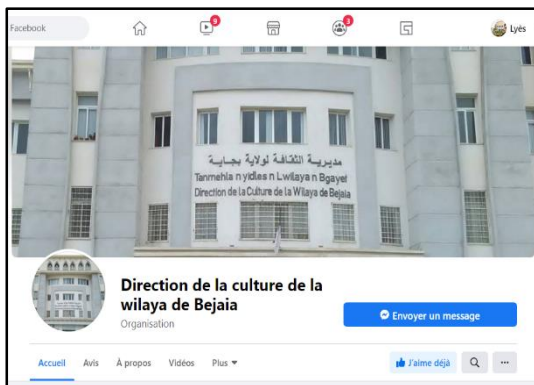 Facebook
9
3
Lyès
مديرية الثقافة لولاية بجاية
Tanmehla n yidles n Lwilaya n Bgayet
Direction de la Culture de la Wilaya de Bejaia
Direction de la culture de la
wilaya de Bejaia
Organisation
Envoyer un message
Accueil Avis À propos Vidéos Plus
J'aime déjà